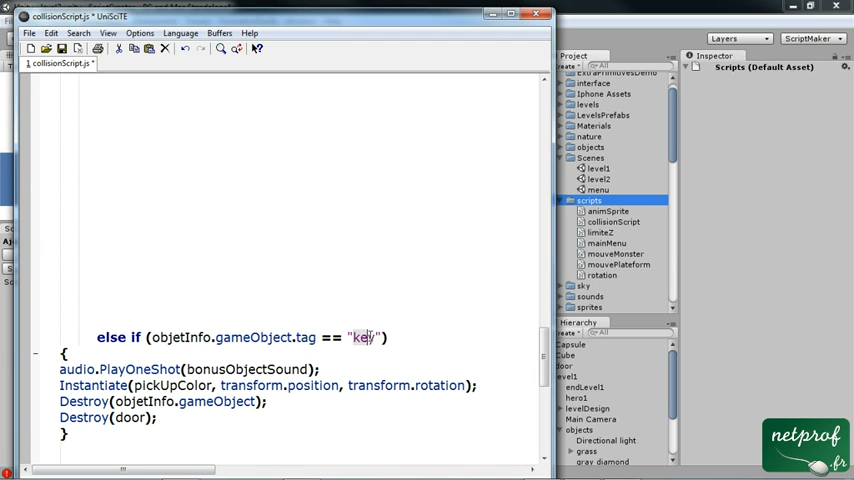 collisionScript.js * UniSciTE
File Edit Search View Options Language Buffers Help
1 collisionScript.js *
else if (objetInfo.gameObject.tag == "key")
{
audio.PlayOneShot(bonusObjectSound);
Instantiate(pickUpColor, transform.position, transform.rotation);
Destroy(objetInfo.gameObject);
Destroy(door);
}
Layers
ScriptMaker
Project
Create
All
ExtraPrimitivesDemo
interface
Iphone Assets
levels
LevelsPrefabs
Materials
nature
objects
Scenes
level1
level2
menu
scripts
animSprite
collisionScript
limiteZ
mainMenu
mouveMonster
mouvePlateform
rotation
sky
sounds
sprites
Hierarchy
Create
All
Capsule
Cube
door
level1
endLevel1
hero1
levelDesign
Main Camera
objects
Directional light
grass
gray diamond
Inspector
Scripts (Default Asset)
netprof
.fr